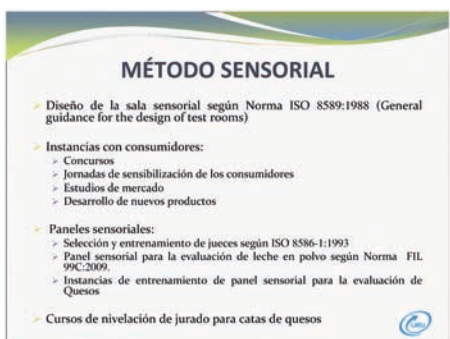 MÉTODO SENSORIAL
Diseño de la sala sensorial según Norma ISO 8589:1988 (General
guidance for the design of test rooms)
Instancias con consumidores:
Concursos
Jornadas de sensibilización de los consumidores
Estudios de mercado
Desarrollo de nuevos productos
Paneles sensoriales:
Selección y entrenamiento de jueces según ISO 8586-1:1993
Panel sensorial para la evaluación de leche en polvo según Norma FIL
99C:2009.
Instancias de entrenamiento de panel sensorial para la evaluación de
Quesos
Cursos de nivelación de jurado para catas de quesos